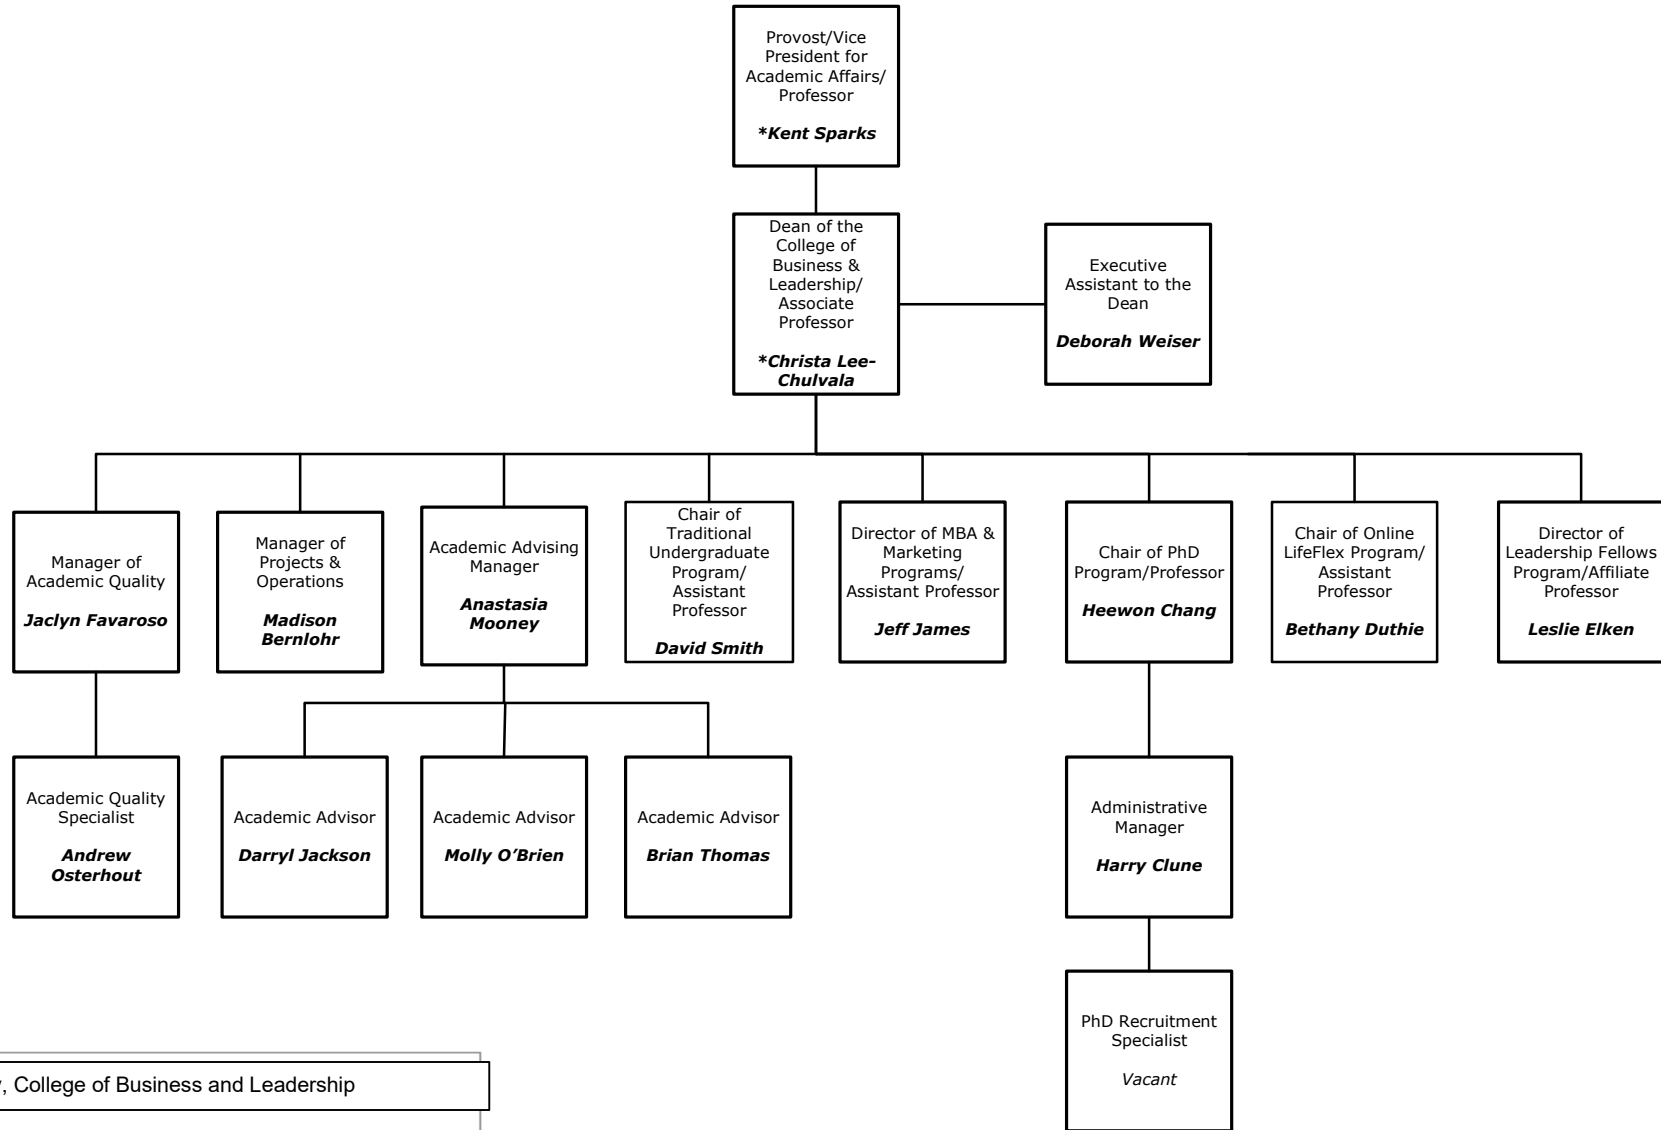 Provost/Vice
President for
Academic Affairs/
Professor
*Kent Sparks
Dean of the
College of
Business &
Leadership/
Associate
Professor
*Christa Lee-
Chulvala
Executive
Assistant to the
Dean
Deborah Weiser
Manager of
Academic Quality
Jaclyn Favaroso
Manager of
Projects &
Operations
Madison
Bernlohr
Academic Advising
Manager
Anastasia
Mooney
Chair of
Traditional
Undergraduate
Program/
Assistant
Professor
David Smith
Director of MBA &
Marketing
Programs/
Assistant Professor
Jeff James
Chair of PhD
Program/Professor
Heewon Chang
Chair of Online
LifeFlex Program/
Assistant
Professor
Bethany Duthie
Director of
Leadership Fellows
Program/Affiliate
Professor
Leslie Elken
Academic Quality
Specialist
Andrew
Osterhout
Academic Advisor
Darryl Jackson
Academic Advisor
Molly O’Brien
Academic Advisor
Brian Thomas
Administrative
Manager
Harry Clune
PhD Recruitment
Specialist
Vacant
, College of Business and Leadership